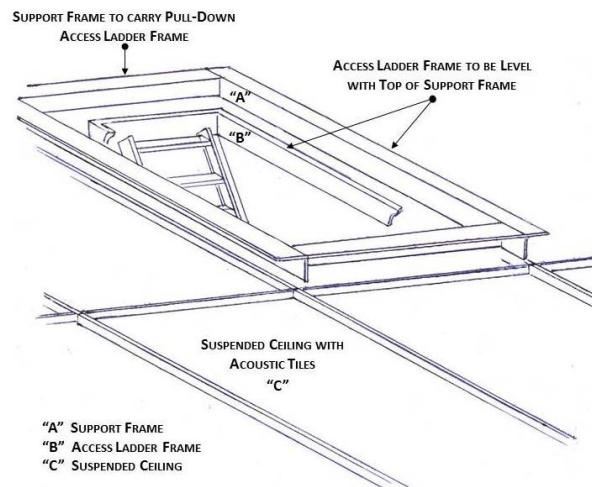 SUPPORT FRAME TO CARRY PULL-DOWN
ACCESS LADDER FRAME
ACCESS LADDER FRAME TO BE LEVEL
WITH TOP OF SUPPORT FRAME
“A”
“B”
SUSPENDED CEILING WITH
ACOUSTIC TILES
“C”
“A” SUPPORT FRAME
“B” ACCESS LADDER FRAME
“C” SUSPENDED CEILING